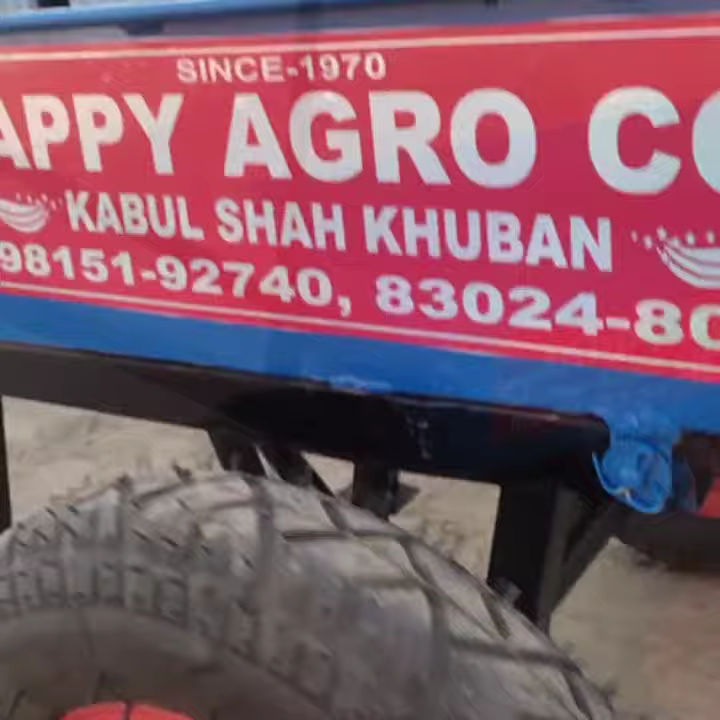 SINCE-1970
APPY AGRO CO
KABUL SHAH KHUBAN
98151-92740, 83024-80